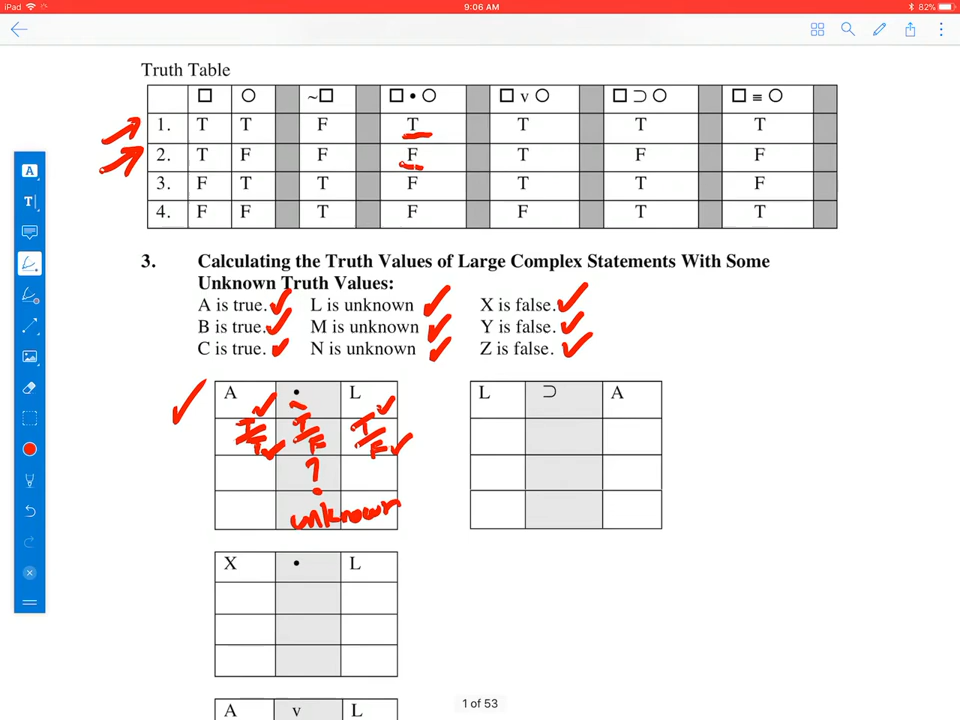 iPad 9:06 AM 82%
Truth Table
□ ○ ~□ □ • ○ □ v ○ □ ⊃ ○ □ ≡ ○
1. T T F T T T T
2. T F F F T F F
3. F T T F T T F
4. F F T F F T T
3. Calculating the Truth Values of Large Complex Statements With Some
Unknown Truth Values:
A is true. L is unknown X is false.
B is true. M is unknown Y is false.
C is true. N is unknown Z is false.
A • L L ⊃ A
T T T
T F F
?
unknown
X • L
A v L
1 of 53
A
T